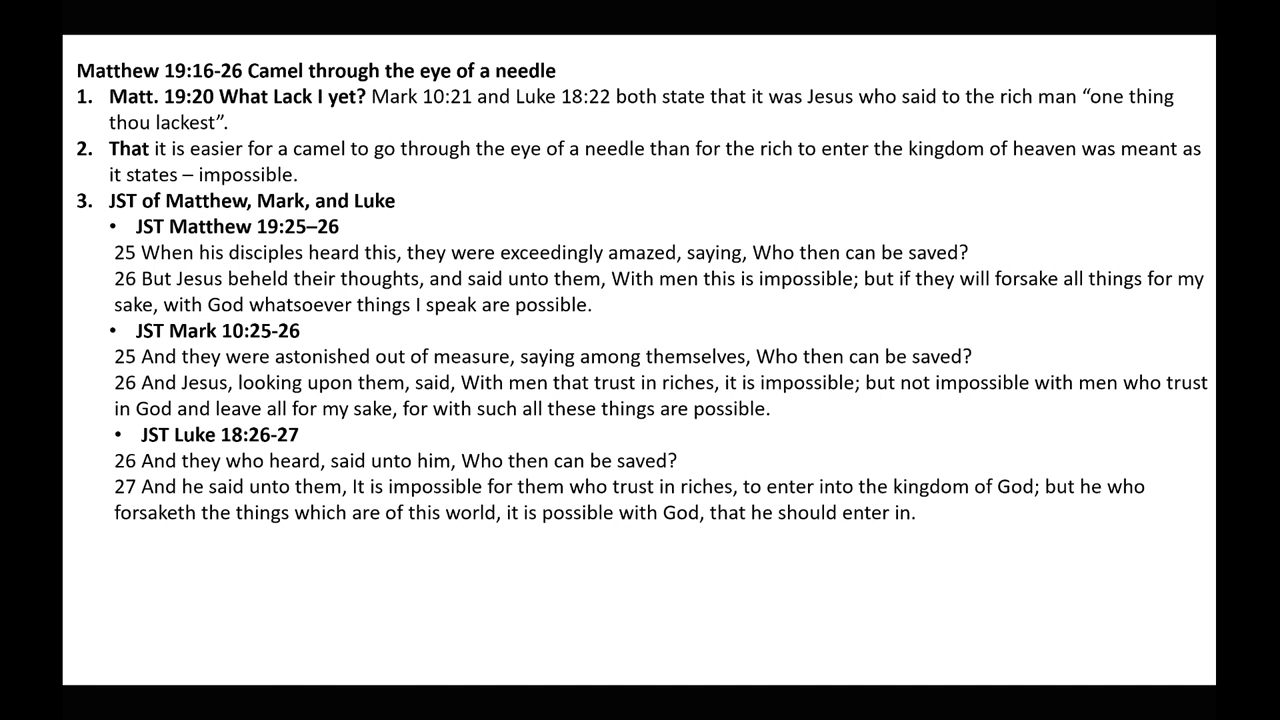 Matthew 19:16-26 Camel through the eye of a needle
1. Matt. 19:20 What Lack I yet? Mark 10:21 and Luke 18:22 both state that it was Jesus who said to the rich man “one thing
thou lackest”.
2. That it is easier for a camel to go through the eye of a needle than for the rich to enter the kingdom of heaven was meant as
it states – impossible.
3. JST of Matthew, Mark, and Luke
• JST Matthew 19:25–26
25 When his disciples heard this, they were exceedingly amazed, saying, Who then can be saved?
26 But Jesus beheld their thoughts, and said unto them, With men this is impossible; but if they will forsake all things for my
sake, with God whatsoever things I speak are possible.
• JST Mark 10:25-26
25 And they were astonished out of measure, saying among themselves, Who then can be saved?
26 And Jesus, looking upon them, said, With men that trust in riches, it is impossible; but not impossible with men who trust
in God and leave all for my sake, for with such all these things are possible.
• JST Luke 18:26-27
26 And they who heard, said unto him, Who then can be saved?
27 And he said unto them, It is impossible for them who trust in riches, to enter into the kingdom of God; but he who
forsaketh the things which are of this world, it is possible with God, that he should enter in.